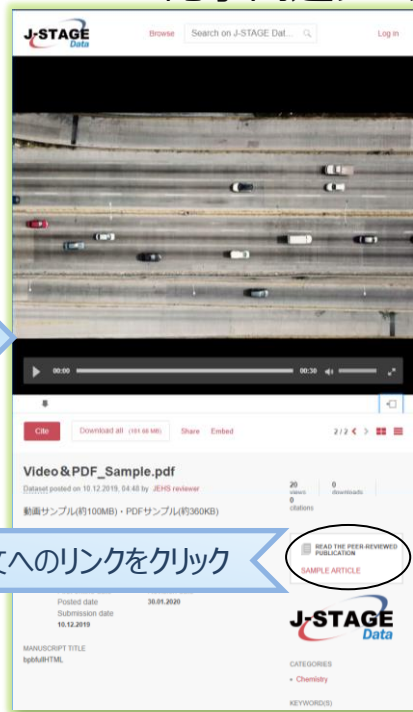 J-STAGE
Data
Browse
Search on J-STAGE Dat...
Log in
00:00
00:30
Cite
Download all (101.66 MB)
Share
Embed
2 / 2
Video&PDF_Sample.pdf
Dataset posted on 10.12.2019, 04:48 by JEHS reviewer
動画サンプル(約100MB)・PDFサンプル(約360KB)
20
views
0
downloads
0
citations
文へのリンクをクリック
READ THE PEER-REVIEWED
PUBLICATION
SAMPLE ARTICLE
Posted date
30.01.2020
Submission date
10.12.2019
MANUSCRIPT TITLE
bpbfullHTML
J-STAGE
Data
CATEGORIES
• Chemistry
KEYWORD(S)